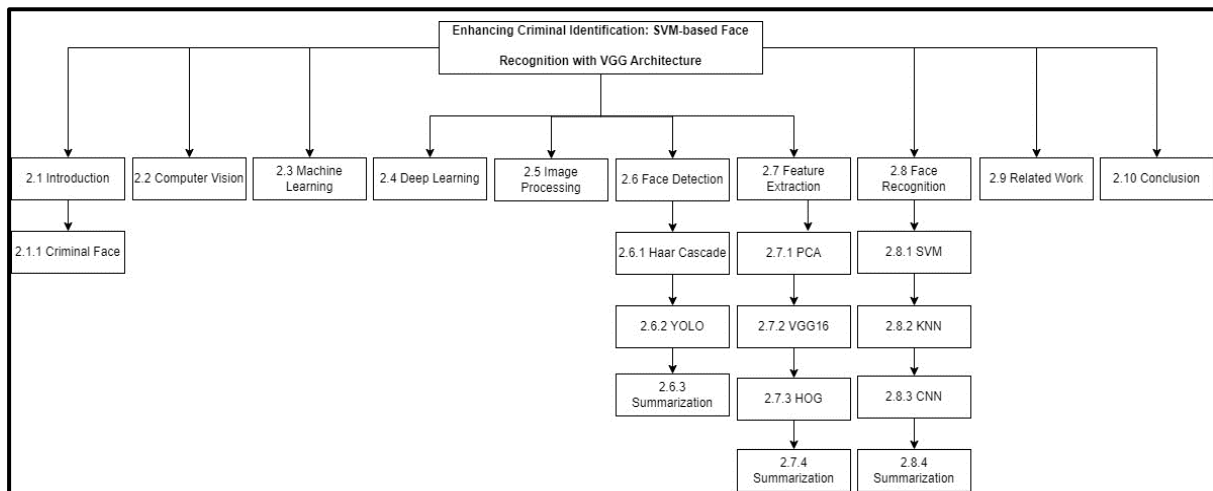 Enhancing Criminal Identification: SVM-based Face
Recognition with VGG Architecture
2.1 Introduction
2.2 Computer Vision
2.3 Machine
Learning
2.4 Deep Learning
2.5 Image
Processing
2.6 Face Detection
2.7 Feature
Extraction
2.8 Face
Recognition
2.9 Related Work
2.10 Conclusion
2.1.1 Criminal Face
2.6.1 Haar Cascade
2.7.1 PCA
2.8.1 SVM
2.6.2 YOLO
2.7.2 VGG16
2.8.2 KNN
2.6.3
Summarization
2.7.3 HOG
2.8.3 CNN
2.7.4
Summarization
2.8.4
Summarization